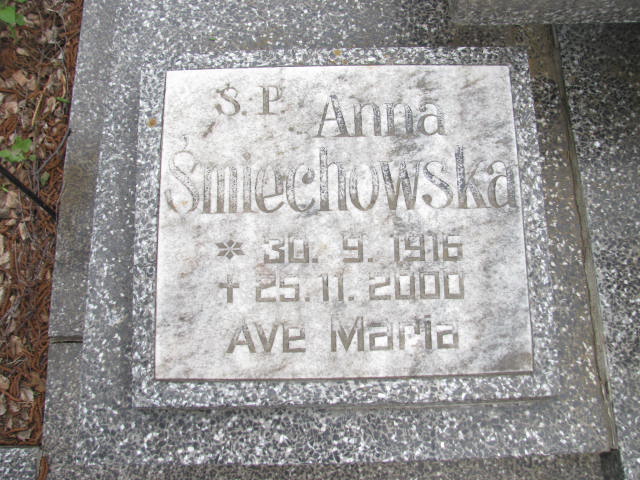 Ś.P. Anna
Śmiechowska
* 30. 9. 1916
✝ 25.11. 2000
Ave Maria